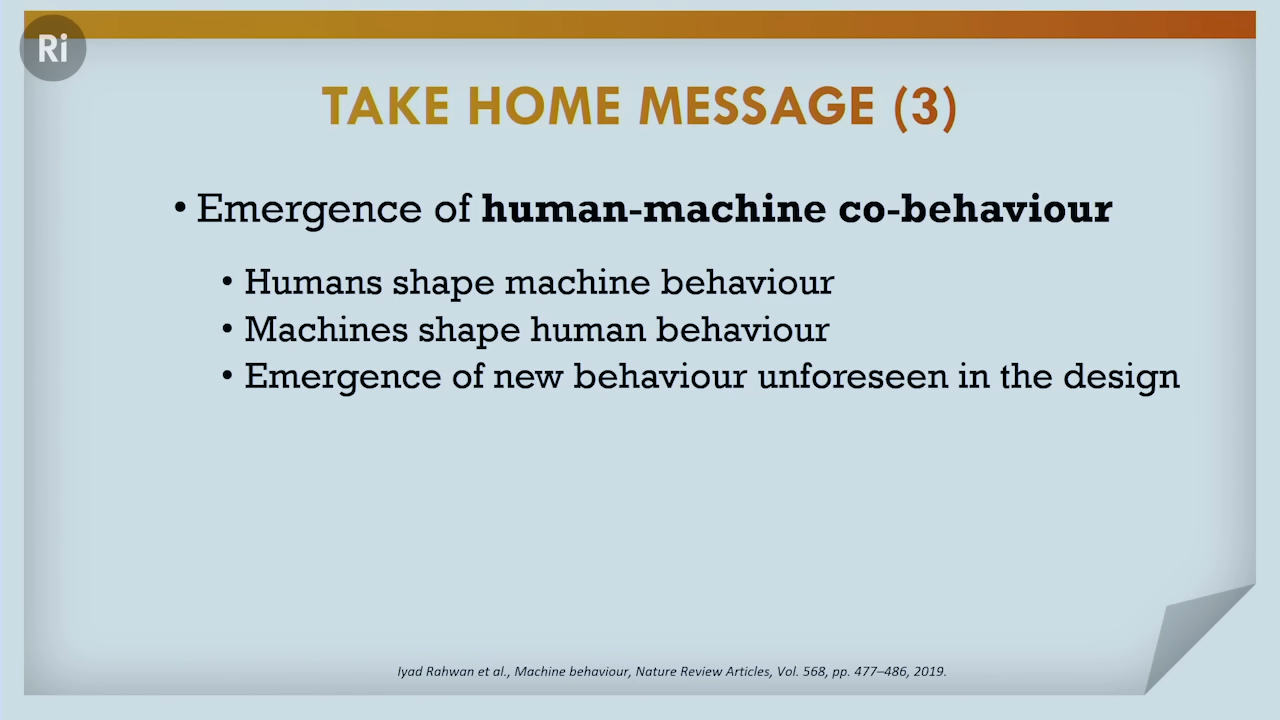 Ri
TAKE HOME MESSAGE (3)
• Emergence of human-machine co-behaviour
• Humans shape machine behaviour
• Machines shape human behaviour
• Emergence of new behaviour unforeseen in the design
Iyad Rahwan et al., Machine behaviour, Nature Review Articles, Vol. 568, pp. 477–486, 2019.